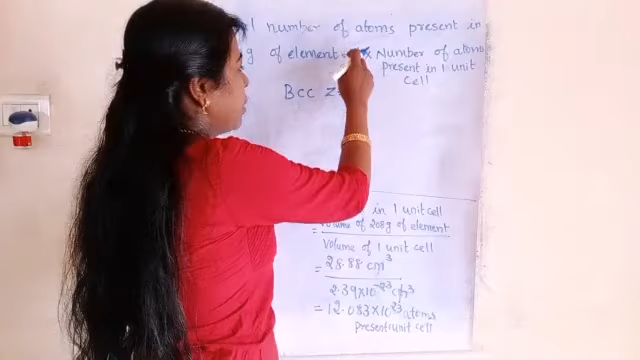 l number of atoms present in
g of element x Number of atoms
present in 1 unit
cell
Bcc Z
in 1 unit cell
= Volume of 208g of element
Volume of 1 unit cell
= 28.88 cm³
2.39×10⁻²³ cm³
= 12.083×10²³ atoms
Present 1 unit cell